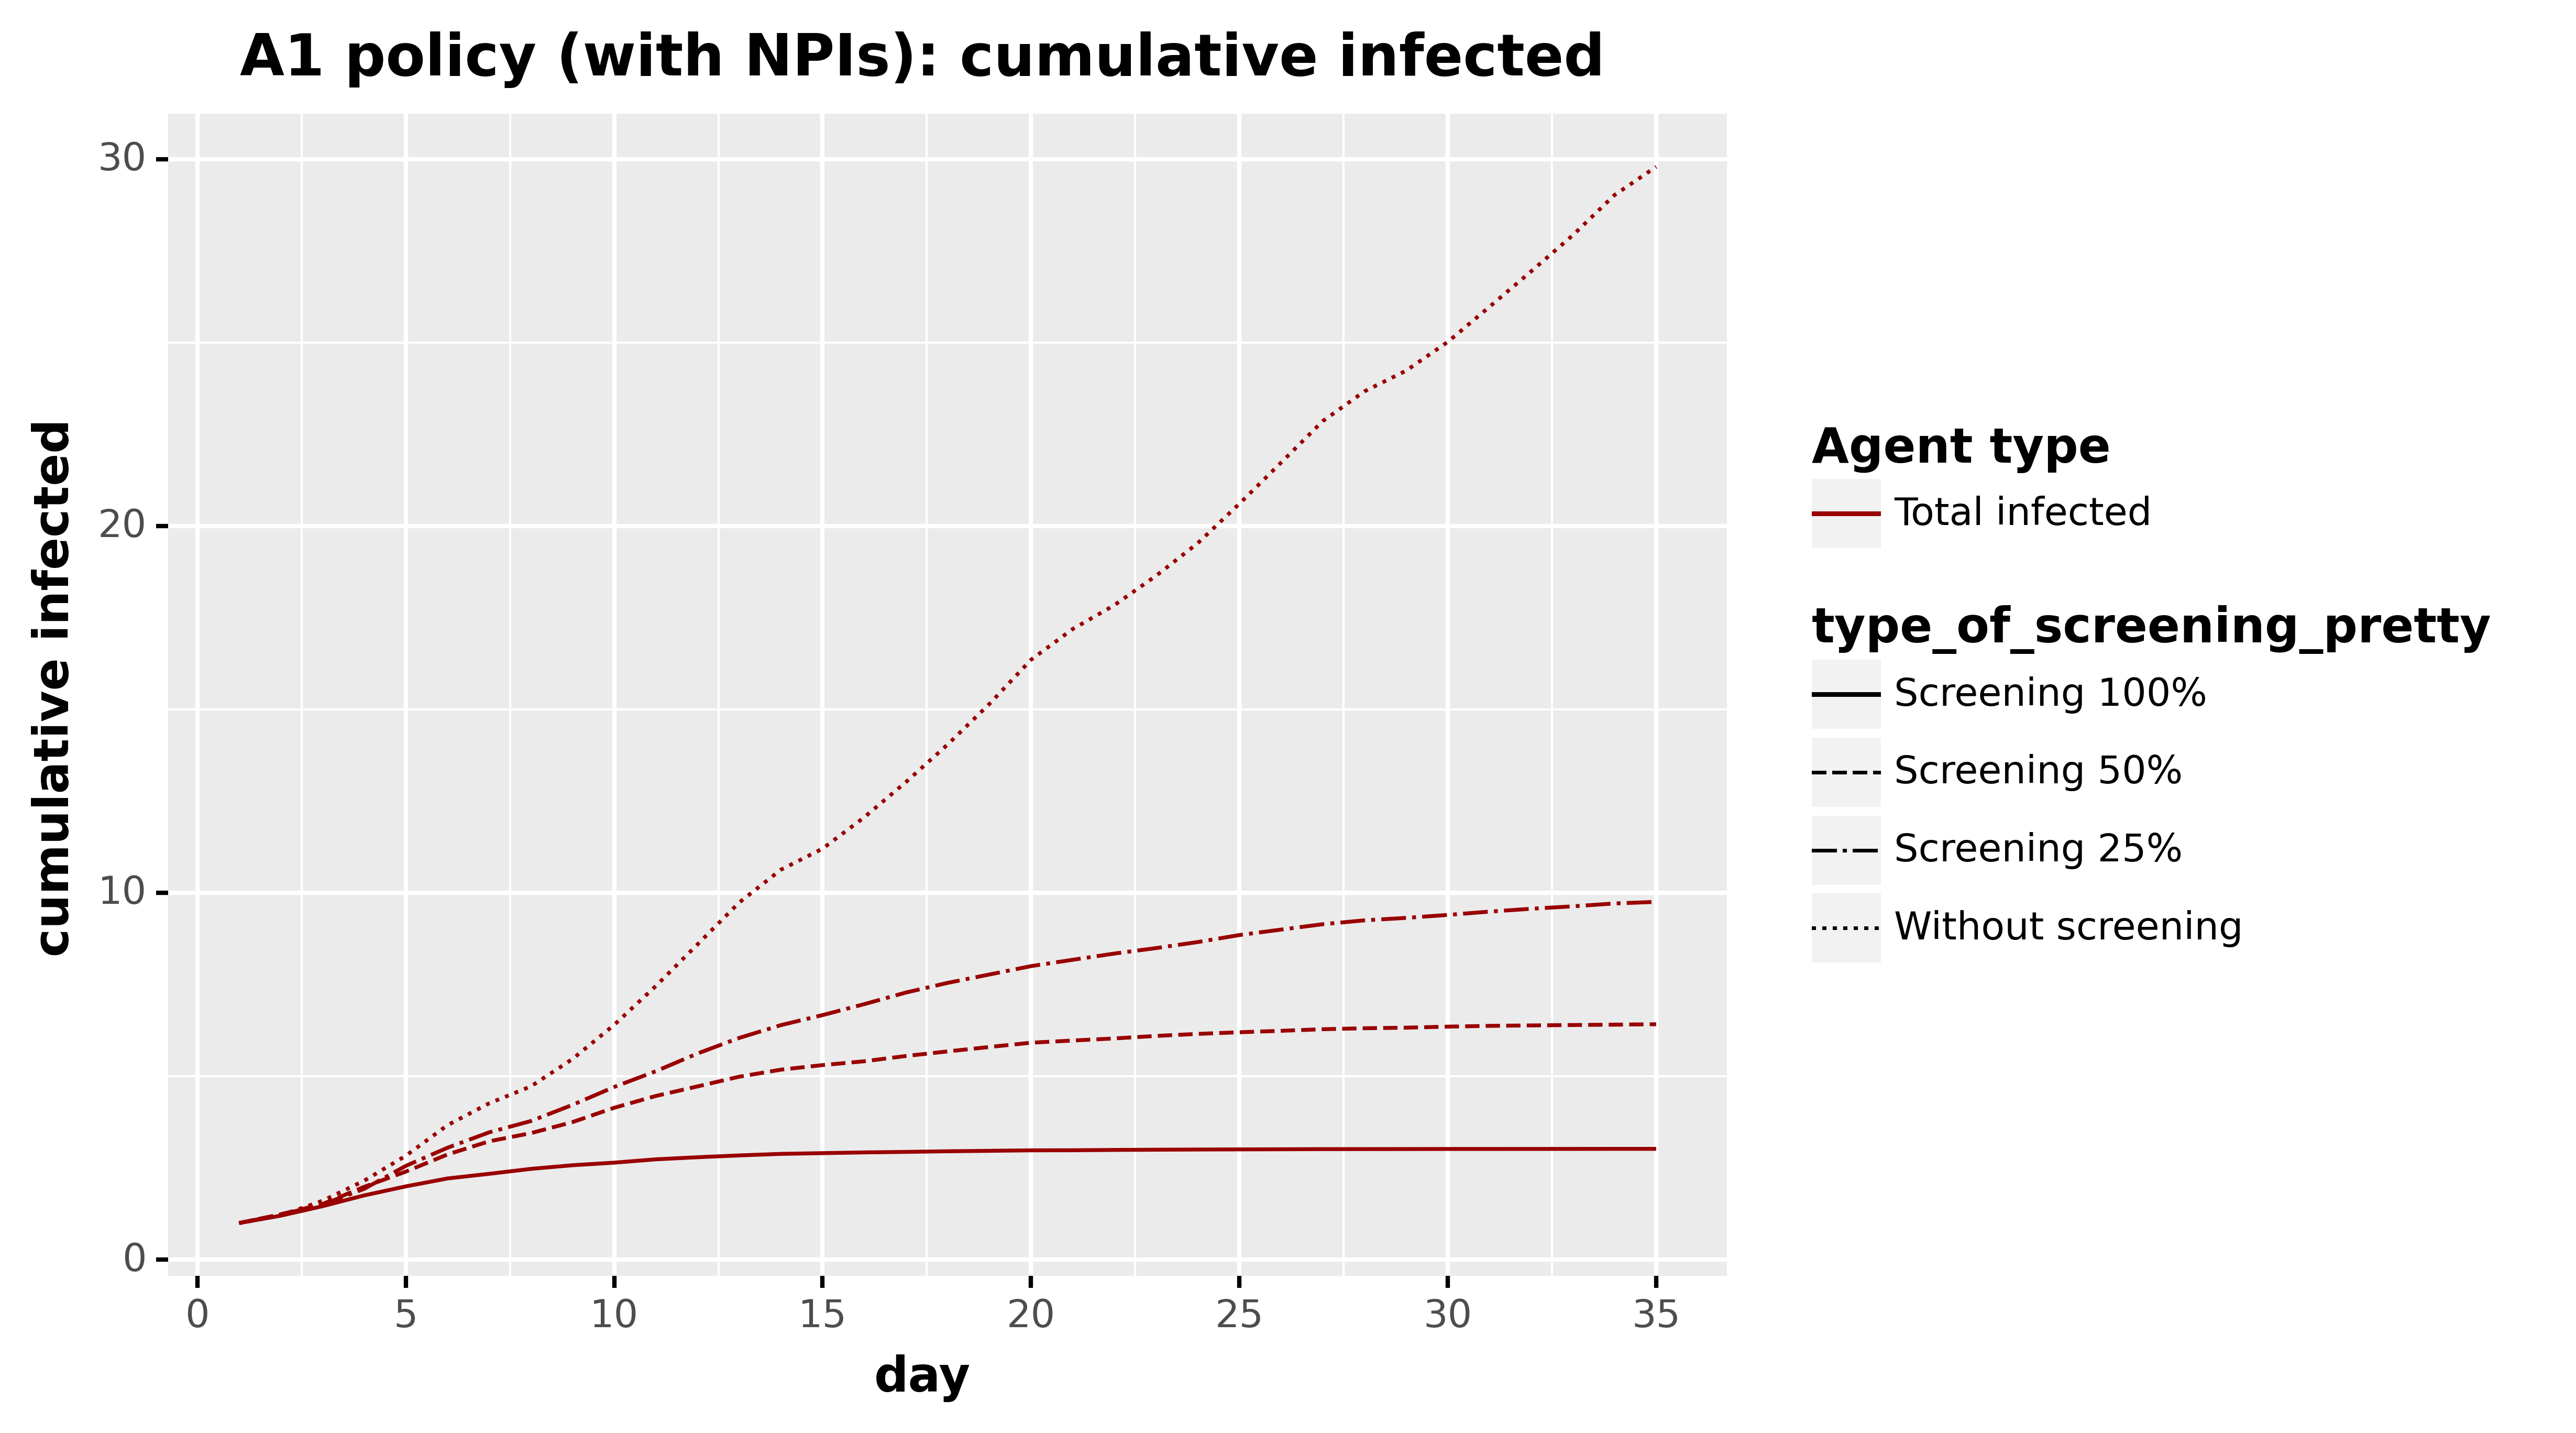 A1 policy (with NPIs): cumulative infected
cumulative infected
30
20
10
0
0 5 10 15 20 25 30 35
day
Agent type
Total infected
type_of_screening_pretty
Screening 100%
Screening 50%
Screening 25%
Without screening